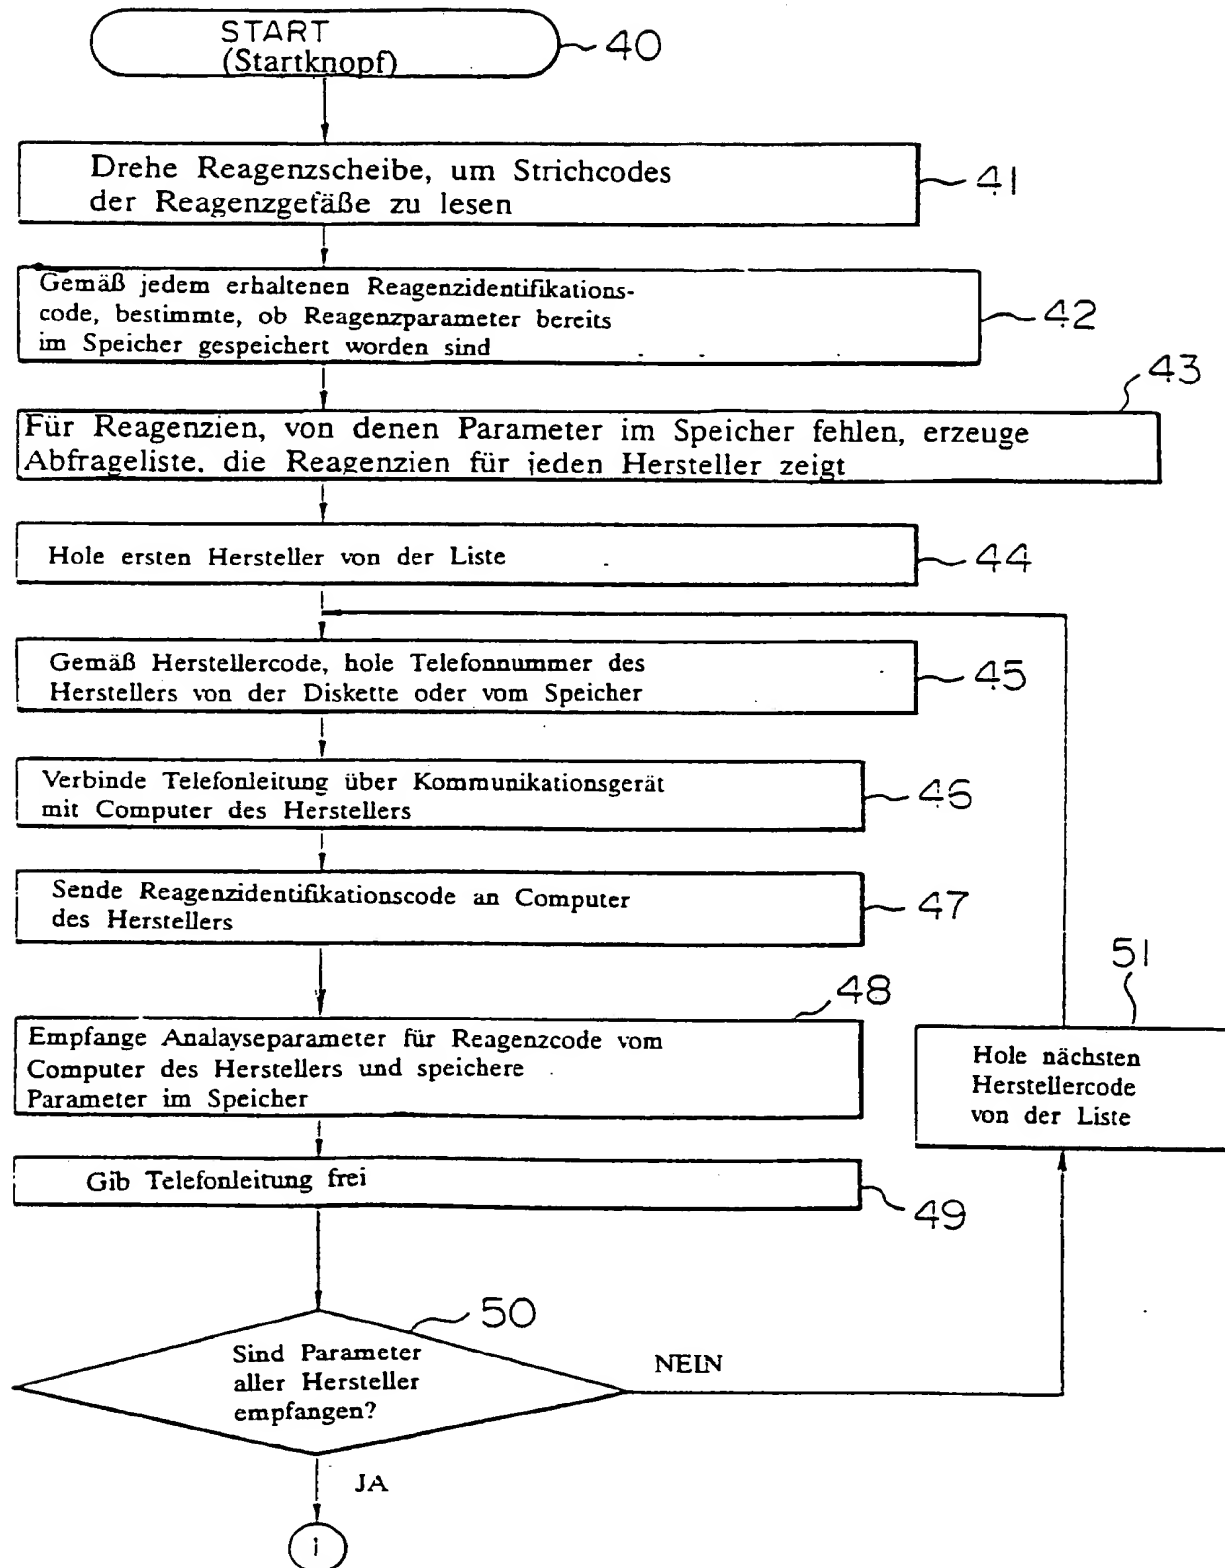 START
(Startknopf)
40
Drehe Reagenzscheibe, um Strichcodes
der Reagenzgefäße zu lesen
41
Gemäß jedem erhaltenen Reagenzidentifikations-
code, bestimmte, ob Reagenzparameter bereits
im Speicher gespeichert worden sind
42
43
Für Reagenzien, von denen Parameter im Speicher fehlen, erzeuge
Abfrageliste. die Reagenzien für jeden Hersteller zeigt
Hole ersten Hersteller von der Liste
44
Gemäß Herstellercode, hole Telefonnummer des
Herstellers von der Diskette oder vom Speicher
45
Verbinde Telefonleitung über Kommunikationsgerät
mit Computer des Herstellers
46
Sende Reagenzidentifikationscode an Computer
des Herstellers
47
48
Empfange Analayseparameter für Reagenzcode vom
Computer des Herstellers und speichere
Parameter im Speicher
51
Hole nächsten
Herstellercode
von der Liste
Gib Telefonleitung frei
49
50
Sind Parameter
aller Hersteller
empfangen?
NEIN
JA
i